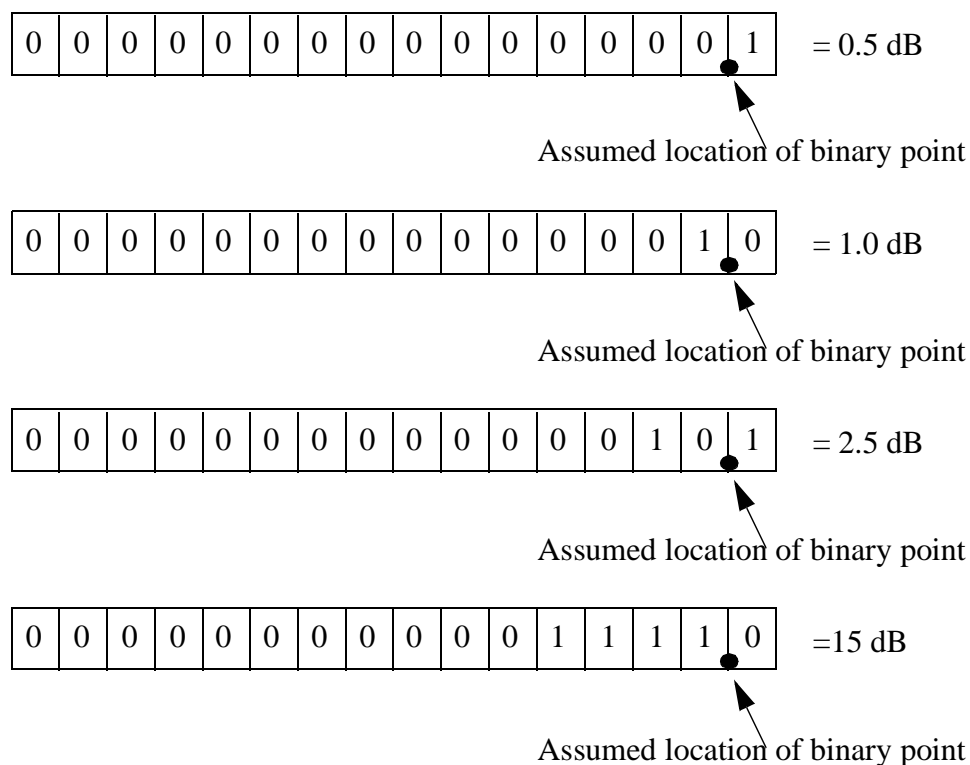 0 0 0 0 0 0 0 0 0 0 0 0 0 0 0 1 = 0.5 dB
Assumed location of binary point
0 0 0 0 0 0 0 0 0 0 0 0 0 0 1 0 = 1.0 dB
Assumed location of binary point
0 0 0 0 0 0 0 0 0 0 0 0 0 1 0 1 = 2.5 dB
Assumed location of binary point
0 0 0 0 0 0 0 0 0 0 0 1 1 1 1 0 =15 dB
Assumed location of binary point